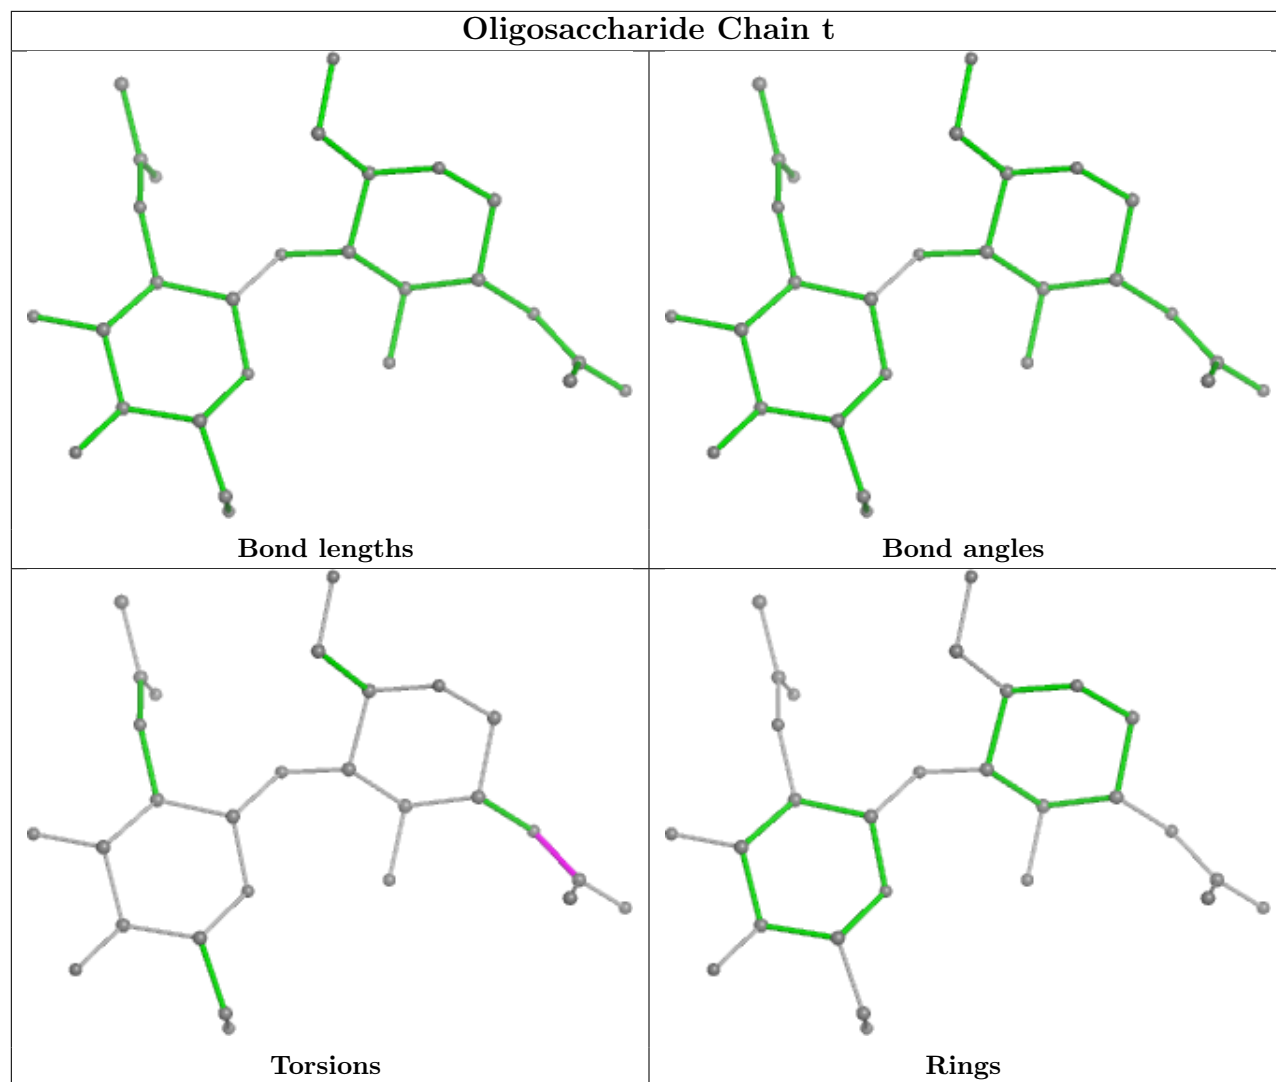 Oligosaccharide Chain t
Bond lengths
Bond angles
Torsions
Rings